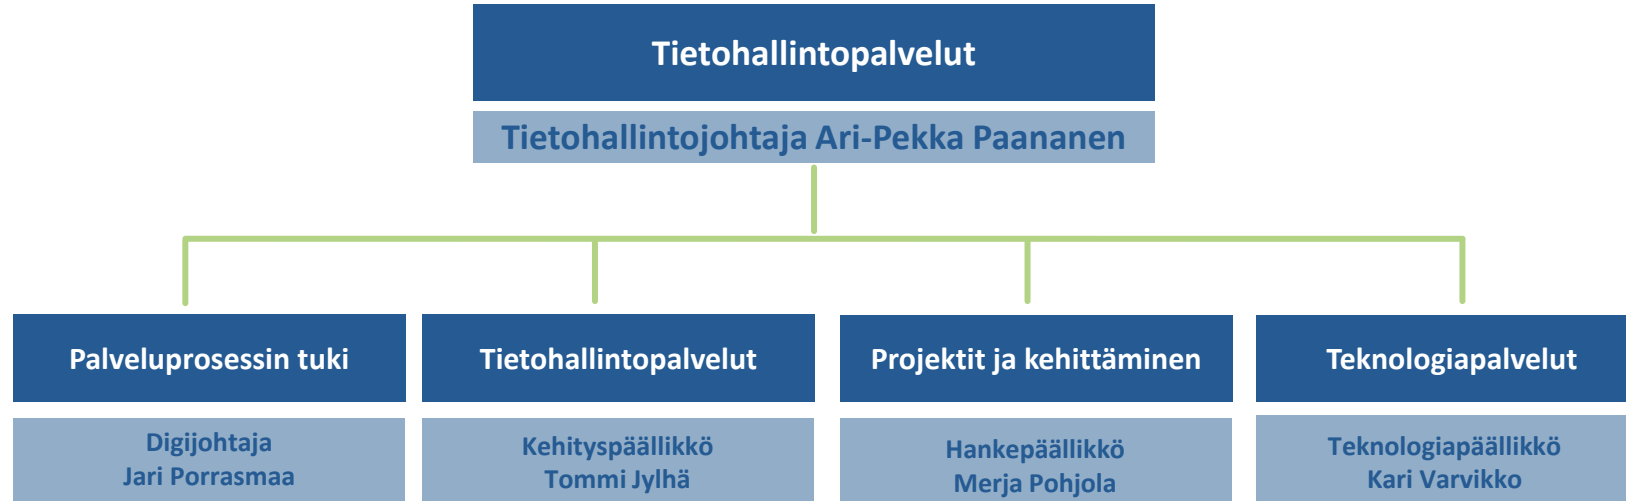 Tietohallintopalvelut
Tietohallintojohtaja Ari-Pekka Paananen
Palveluprosessin tuki
Digijohtaja
Jari Porrasmaa
Tietohallintopalvelut
Kehityspäällikkö
Tommi Jylhä
Projektit ja kehittäminen
Hankepäällikkö
Merja Pohjola
Teknologiapalvelut
Teknologiapäällikkö
Kari Varvikko